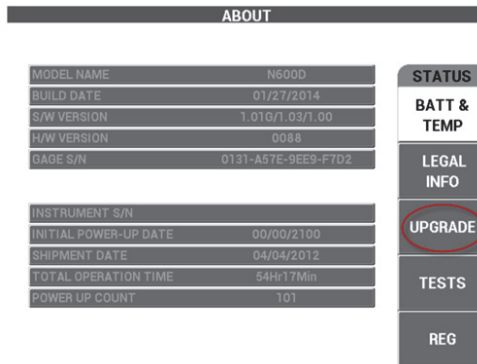 ABOUT
MODEL NAME N600D
BUILD DATE 01/27/2014
S/W VERSION 1.01G/1.03/1.00
H/W VERSION 0088
GAGE S/N 0131-A57E-9EE9-F7D2
INSTRUMENT S/N
INITIAL POWER-UP DATE 00/00/2100
SHIPMENT DATE 04/04/2012
TOTAL OPERATION TIME 54Hr17Min
POWER UP COUNT 101
STATUS
BATT &
TEMP
LEGAL
INFO
UPGRADE
TESTS
REG